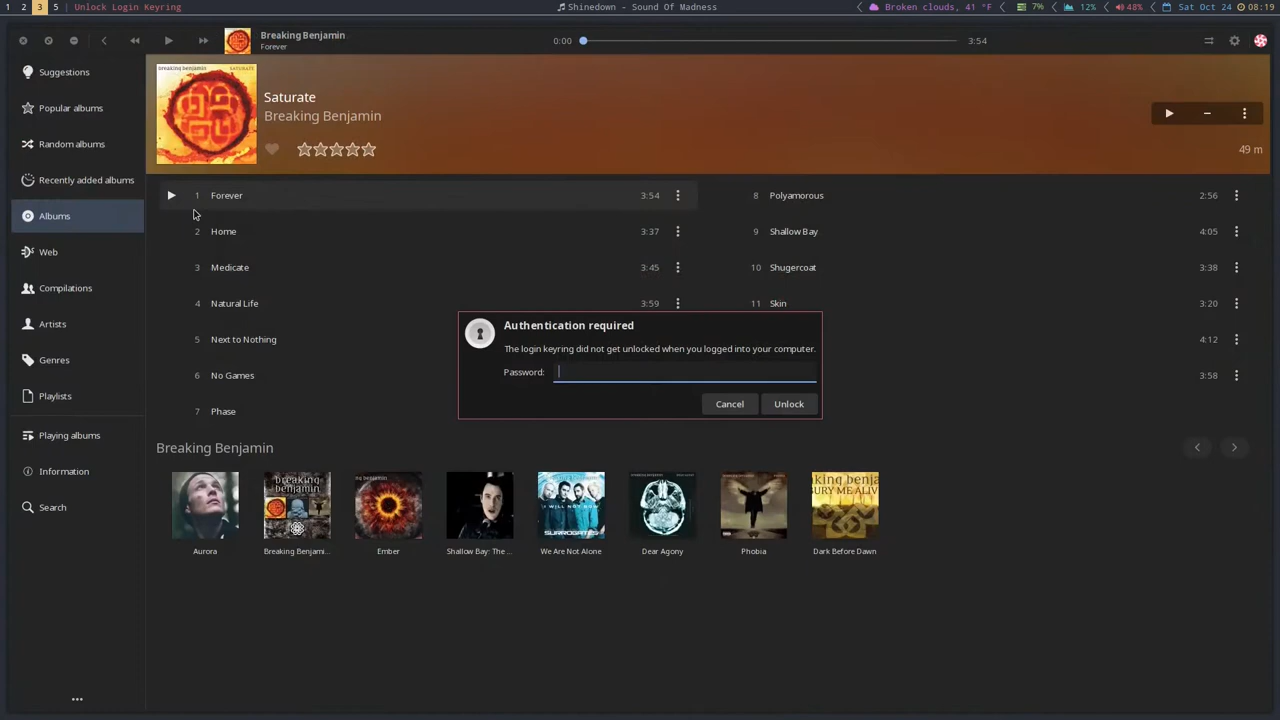 1 2 3 5 Unlock Login Keyring
Shinedown - Sound Of Madness
Broken clouds, 41 °F 7% 12% 48% Sat Oct 24 08:19
Breaking Benjamin
Forever
0:00
3:54
Saturate
Breaking Benjamin
49 m
Suggestions
Popular albums
Random albums
Recently added albums
Albums
Web
Compilations
Artists
Genres
Playlists
Playing albums
Information
Search
1 Forever 3:54
2 Home 3:37
3 Medicate 3:45
4 Natural Life 3:59
5 Next to Nothing
6 No Games
7 Phase
8 Polyamorous 2:56
9 Shallow Bay 4:05
10 Shugercoat 3:38
11 Skin 3:20
4:12
3:58
Authentication required
The login keyring did not get unlocked when you logged into your computer.
Password:
Cancel
Unlock
Breaking Benjamin
Aurora
Breaking Benjami...
Ember
Shallow Bay: The ...
We Are Not Alone
Dear Agony
Phobia
Dark Before Dawn